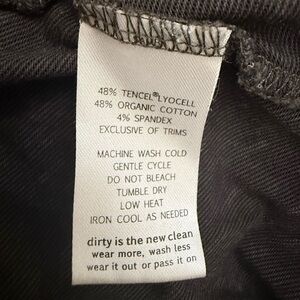 48% TENCEL®LYOCELL
48% ORGANIC COTTON
4% SPANDEX
EXCLUSIVE OF TRIMS
MACHINE WASH COLD
GENTLE CYCLE
DO NOT BLEACH
TUMBLE DRY
LOW HEAT
IRON COOL AS NEEDED
dirty is the new clean
wear more, wash less
wear it out or pass it on